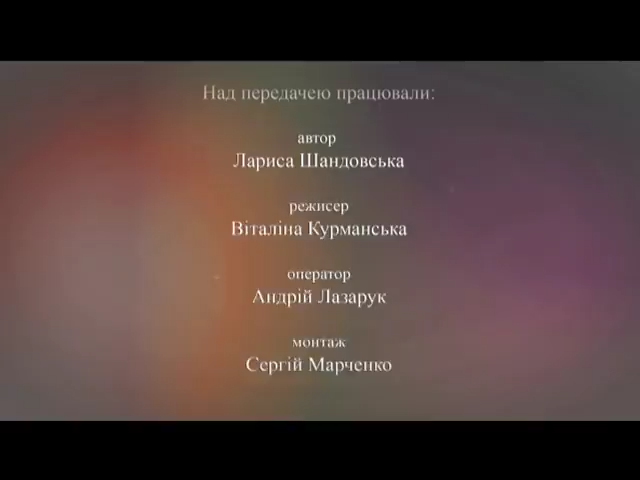 Над передачею працювали:
автор
Лариса Шандовська
режисер
Віталіна Курманська
оператор
Андрій Лазарук
монтаж
Сергій Марченко